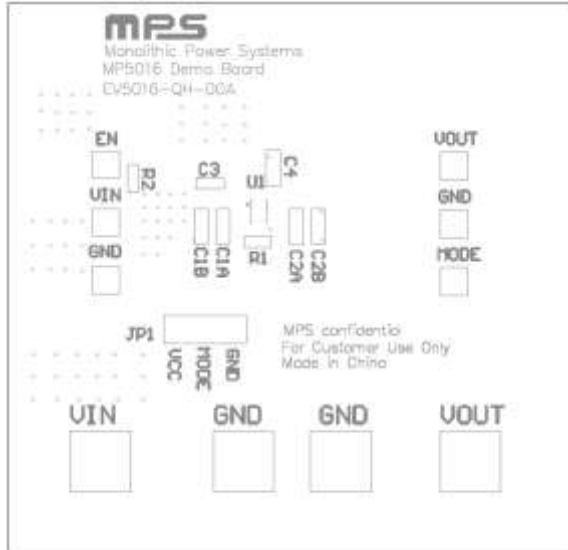 MPS
Monolithic Power Systems
MP5016 Demo Board
EV5016-QH-00A
EN
VOUT
C4
C3
R2
U1
VIN
GND
GND
R1
C1B
C1A
C2A
C2B
MODE
JP1
VCC
MODE
GND
MPS confidentia
For Customer Use Only
Made in China
VIN
GND
GND
VOUT